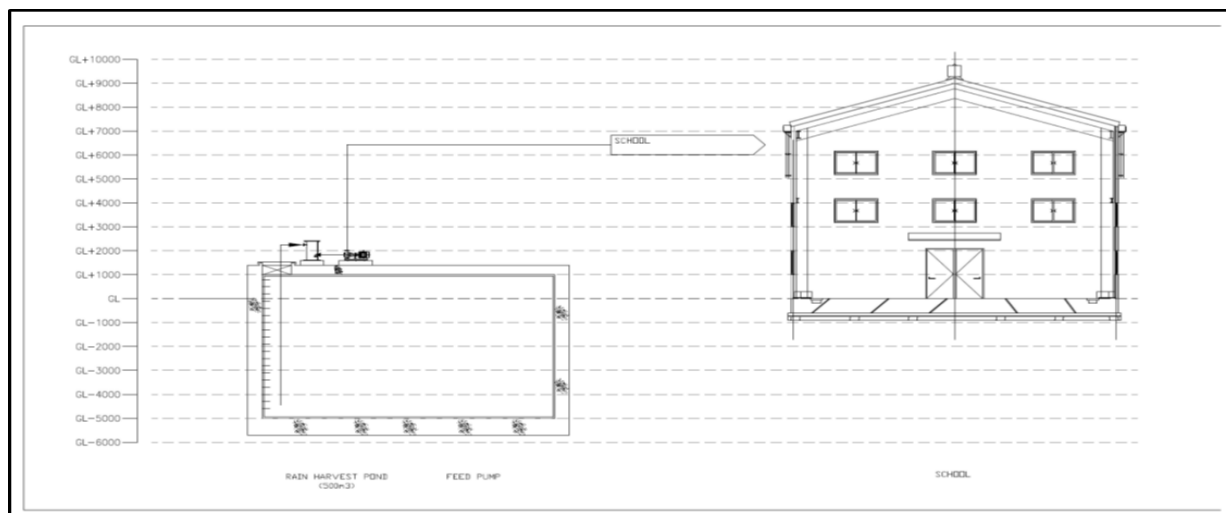 GL+10000
GL+9000
GL+8000
GL+7000
GL+6000
GL+5000
GL+4000
GL+3000
GL+2000
GL+1000
GL
GL-1000
GL-2000
GL-3000
GL-4000
GL-5000
GL-6000
SCHOOL
RAIN HARVEST POND
(500m3)
FEED PUMP
SCHOOL